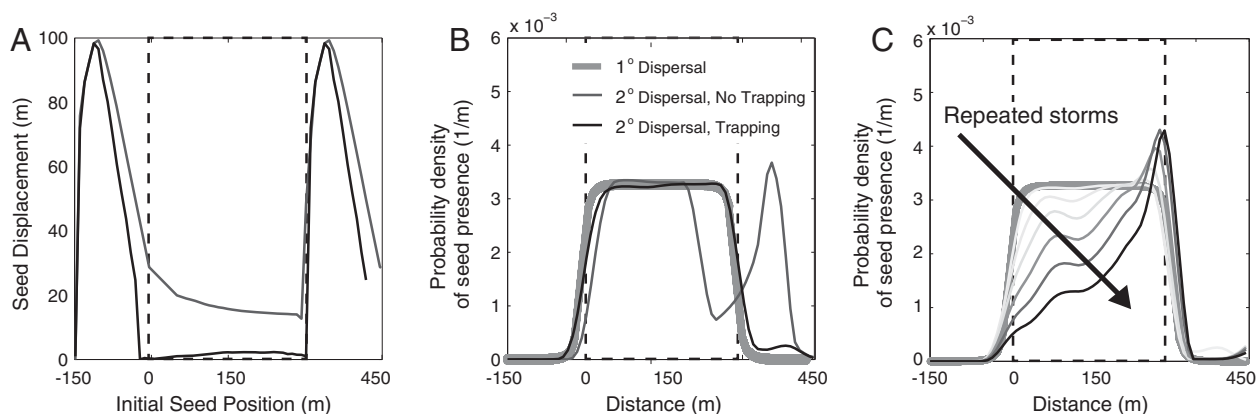 A
Seed Displacement (m)
100
80
60
40
20
0
-150
0
150
450
Initial Seed Position (m)
B
x 10⁻³
Probability density
of seed presence (1/m)
6
5
4
3
2
1
0
1° Dispersal
2° Dispersal, No Trapping
2° Dispersal, Trapping
-150
0
150
450
Distance (m)
C
x 10⁻³
Probability density
of seed presence (1/m)
6
5
4
3
2
1
0
Repeated storms
-150
0
150
450
Distance (m)